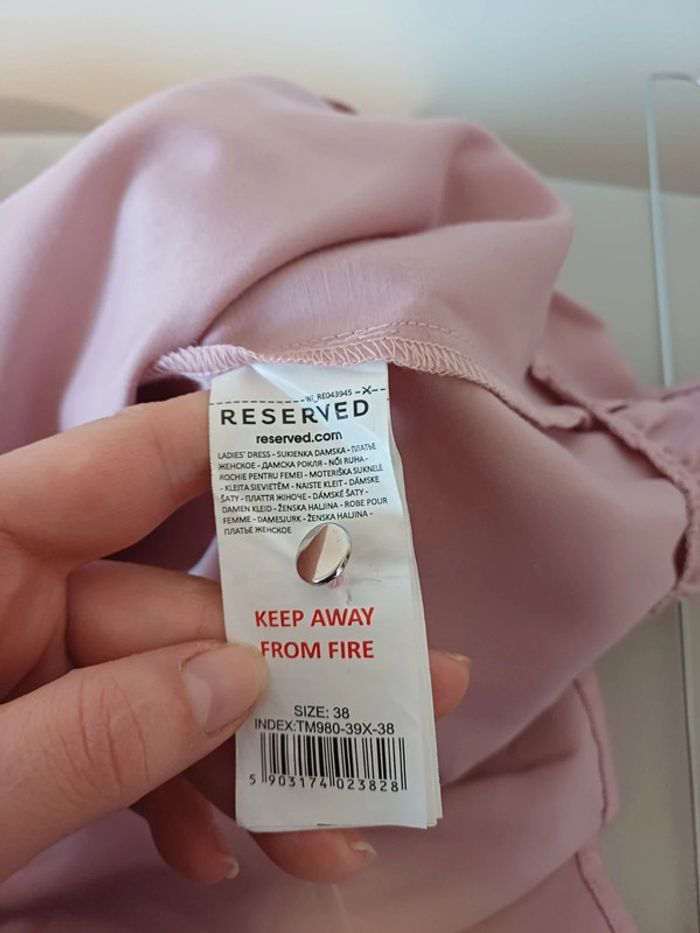 WI_RE043945
RESERVED
reserved.com
LADIES' DRESS - SUKIENKA DAMSKA - ПЛАТЬЕ
ЖЕНСКОЕ - ДАМСКА РОКЛЯ - NŐI RUHA -
ROCHIE PENTRU FEMEI - MOTERIŠKA SUKNELĖ
- KLEITA SIEVIETĒM - NAISTE KLEIT - DÁMSKE
ŠATY - ПЛАТТЯ ЖІНОЧЕ - DÁMSKÉ ŠATY -
DAMEN KLEID - ŽENSKA HALJINA - ROBE POUR
FEMME - DAMESJURK - ŽENSKA HALJINA -
ПЛАТЬЕ ЖЕНСКОЕ
KEEP AWAY
FROM FIRE
SIZE: 38
INDEX:TM980-39X-38
5 903174 023828